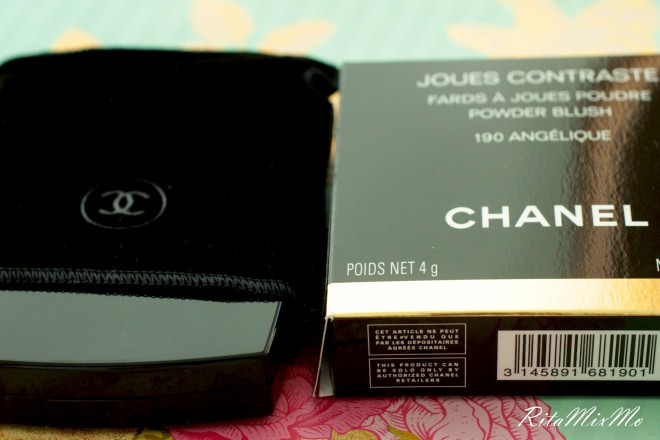 JOUES CONTRASTE
FARDS À JOUES POUDRE
POWDER BLUSH
190 ANGÉLIQUE
CHANEL
POIDS NET 4 g
CET ARTICLE NE PEUT
ÊTRE VENDU QUE
PAR LES DÉPOSITAIRES
AGRÉÉS CHANEL
THIS PRODUCT CAN
BE SOLD ONLY BY
AUTHORIZED CHANEL
RETAILERS
3 145891 681901
RitaMixMo